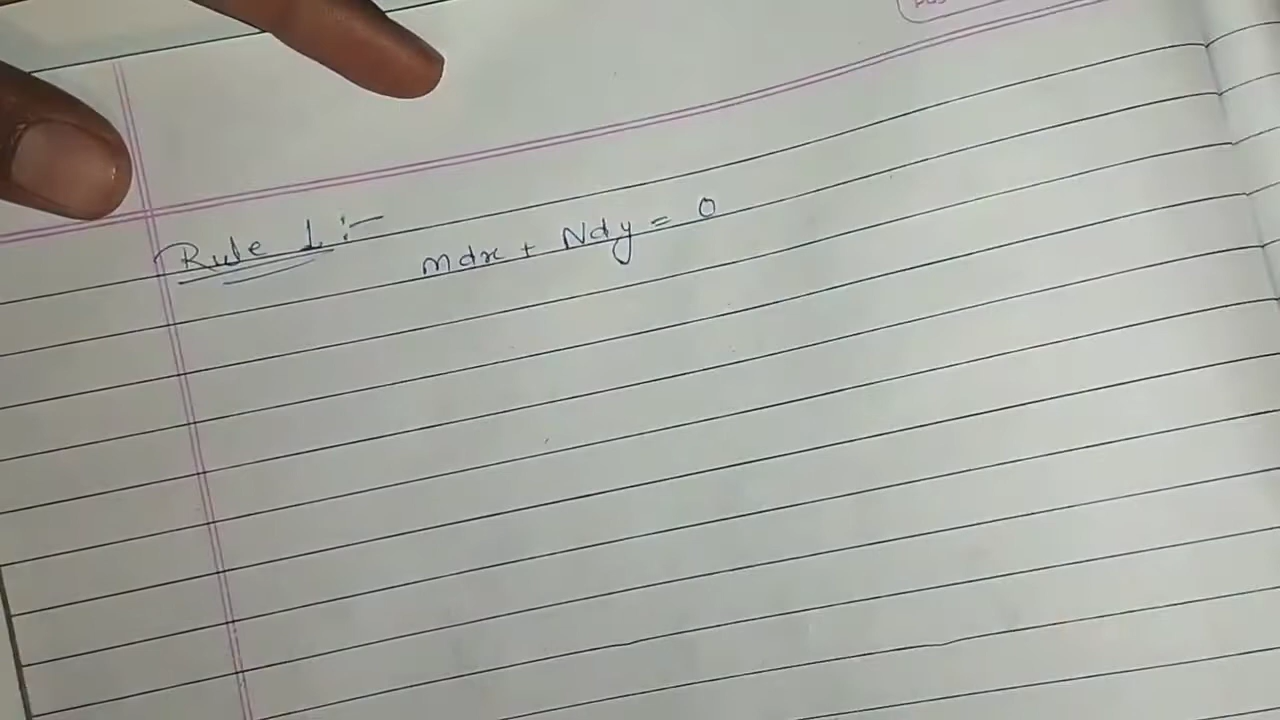 Rule 1 :-
Mdx + Ndy = 0